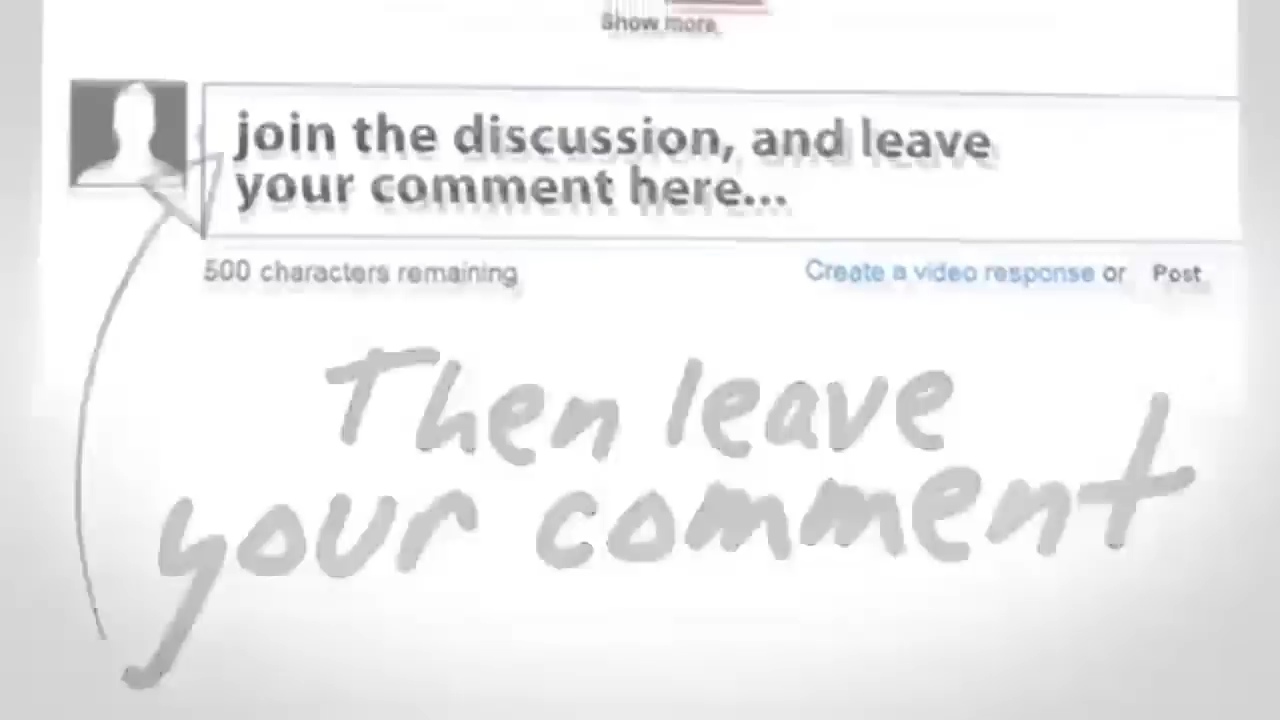 Show more
join the discussion, and leave
your comment here...
500 characters remaining
Create a video response or Post
Then leave
your comment